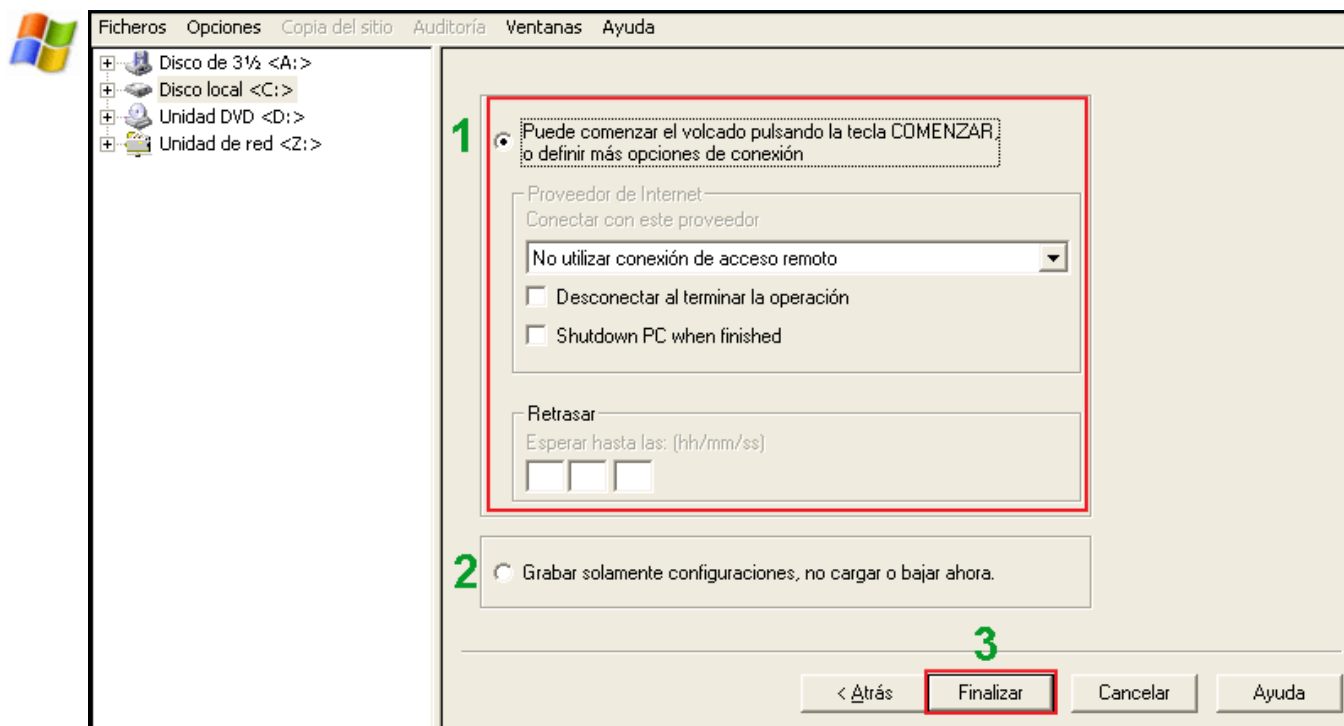 Ficheros Opciones Copia del sitio Auditoría Ventanas Ayuda
Disco de 3½ <A:>
Disco local <C:>
Unidad DVD <D:>
Unidad de red <Z:>
1
Puede comenzar el volcado pulsando la tecla COMENZAR,
o definir más opciones de conexión
Proveedor de Internet
Conectar con este proveedor
No utilizar conexión de acceso remoto
Desconectar al terminar la operación
Shutdown PC when finished
Retrasar
Esperar hasta las: (hh/mm/ss)
2
Grabar solamente configuraciones, no cargar o bajar ahora.
3
< Atrás Finalizar Cancelar Ayuda